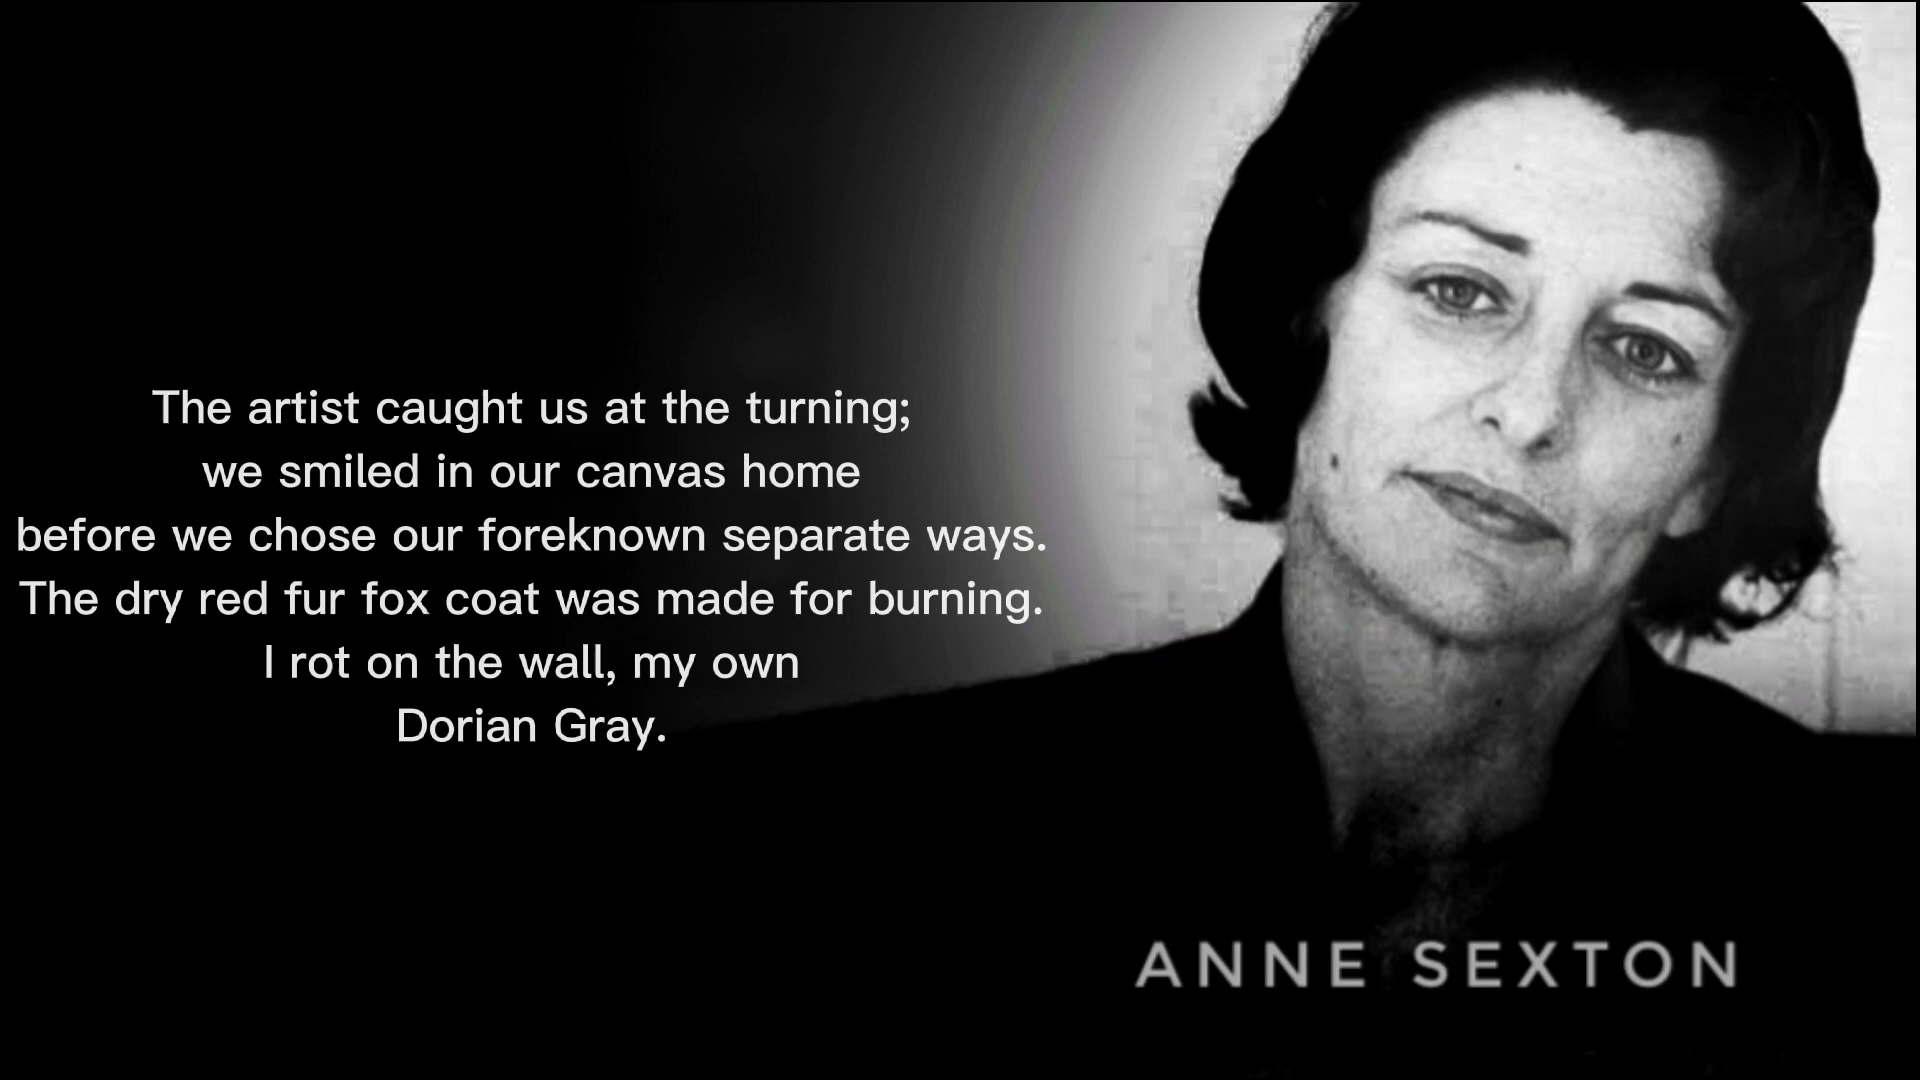 The artist caught us at the turning;
we smiled in our canvas home
before we chose our foreknown separate ways.
The dry red fur fox coat was made for burning.
I rot on the wall, my own
Dorian Gray.
ANNE SEXTON